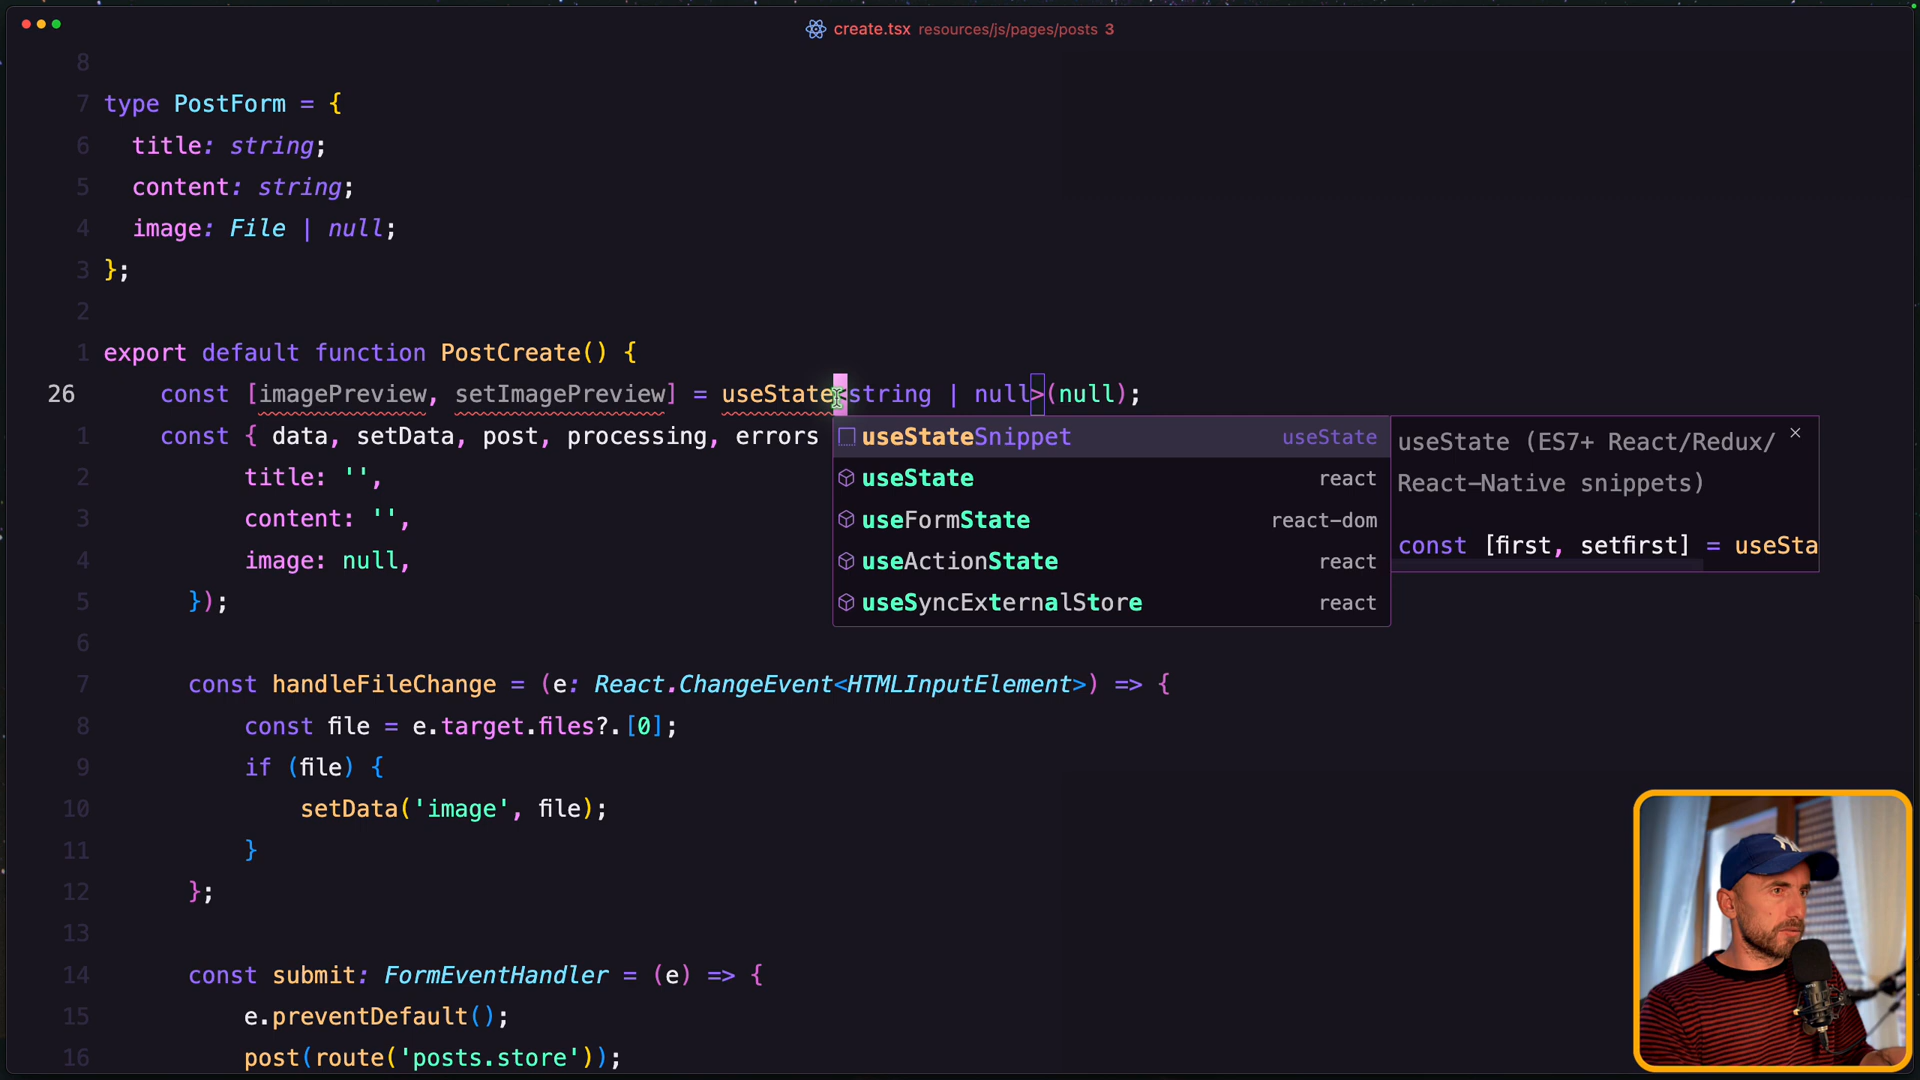 create.tsx resources/js/pages/posts 3
8
7 type PostForm = {
6 title: string;
5 content: string;
4 image: File | null;
3 };
2
1 export default function PostCreate() {
26 const [imagePreview, setImagePreview] = useState<string | null>(null);
1 const { data, setData, post, processing, errors
useStateSnippet useState
useState react
useFormState react-dom
useActionState react
useSyncExternalStore react
useState (ES7+ React/Redux/
React-Native snippets)
const [first, setfirst] = useSta
2 title: '',
3 content: '',
4 image: null,
5 });
6
7 const handleFileChange = (e: React.ChangeEvent<HTMLInputElement>) => {
8 const file = e.target.files?.[0];
9 if (file) {
10 setData('image', file);
11 }
12 };
13
14 const submit: FormEventHandler = (e) => {
15 e.preventDefault();
16 post(route('posts.store'));